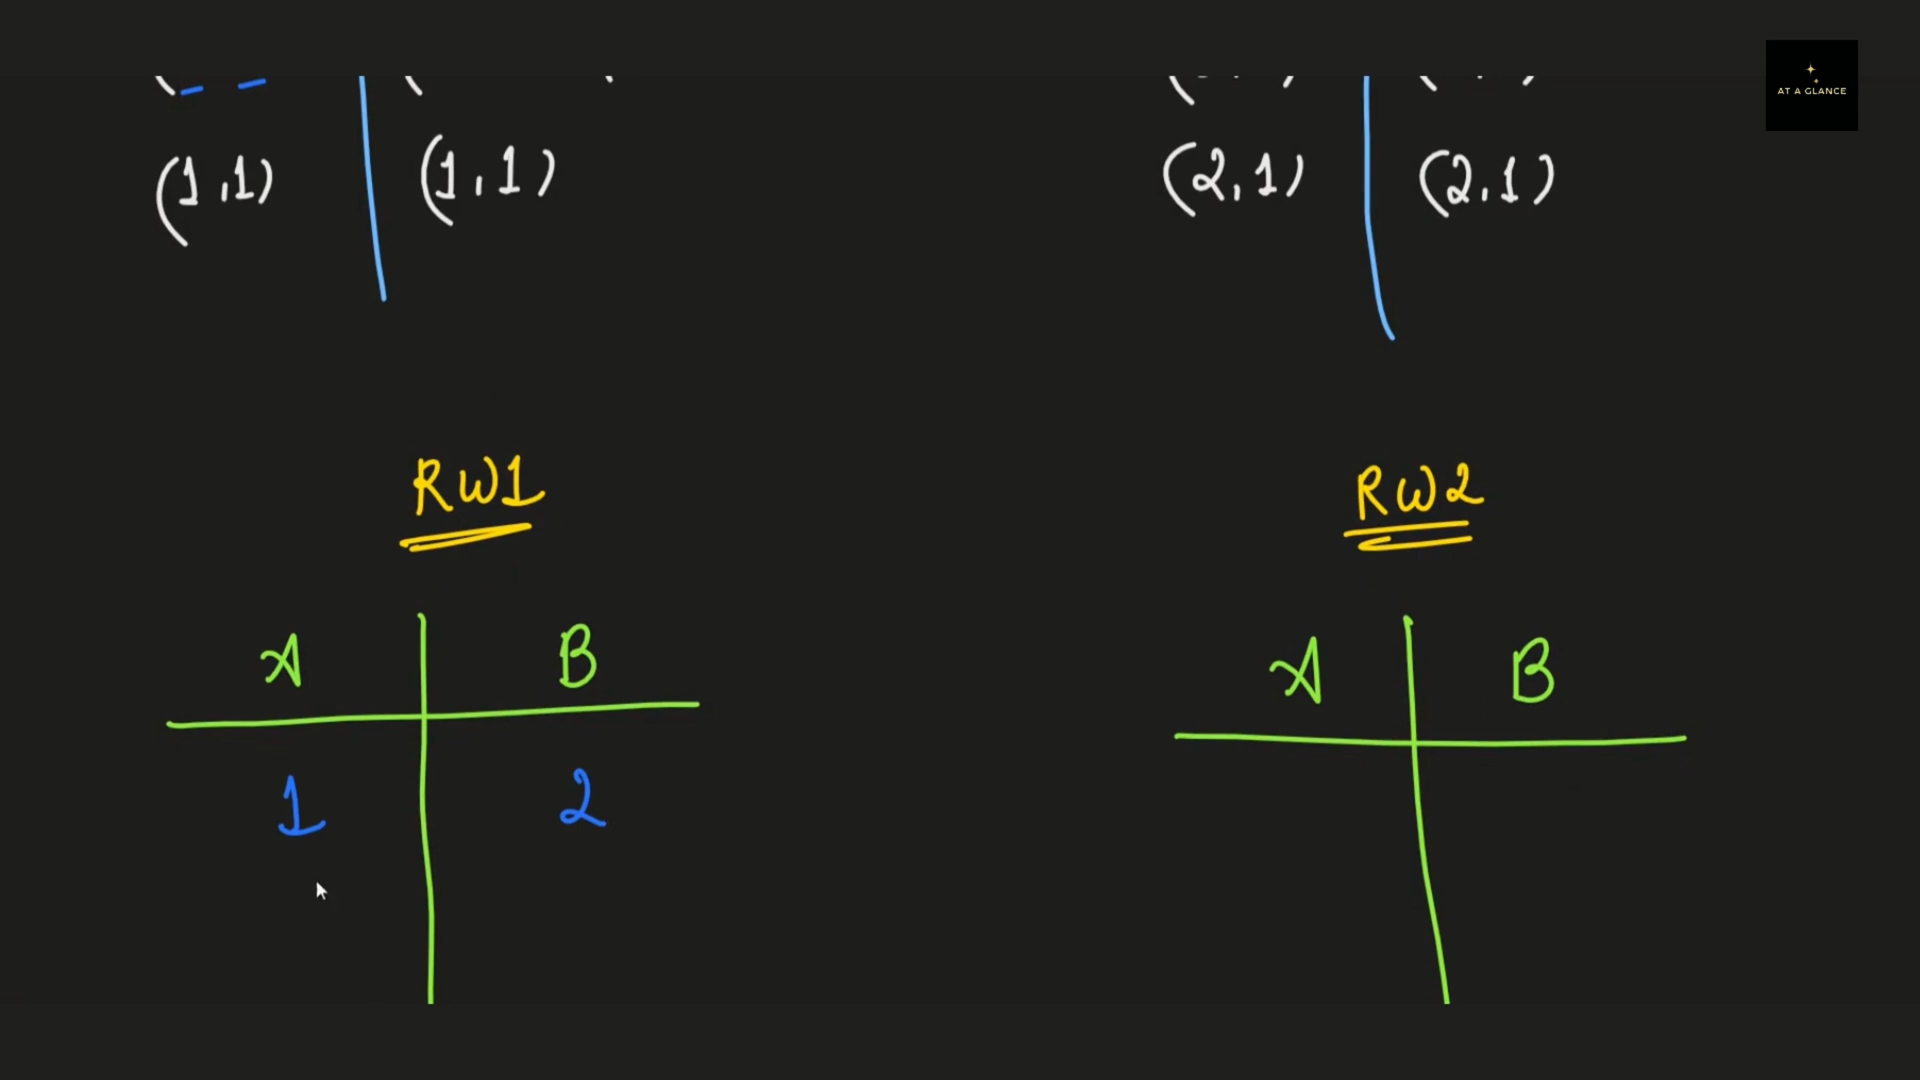 AT A GLANCE
(1,1) (1,1) (2,1) (2,1)
RW1 RW2
A B A B
1 2